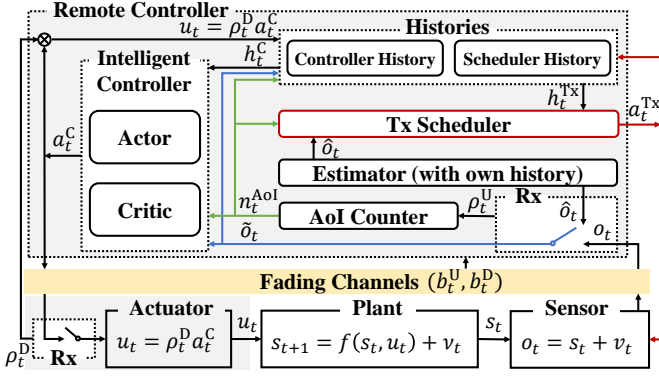 Remote Controller
u_t = ρ_t^D a_t^C
Histories
Controller History
Scheduler History
h_t^C
h_t^Tx
Intelligent
Controller
Actor
Critic
a_t^C
Tx Scheduler
a_t^Tx
ô_t
Estimator (with own history)
n_t^AoI
AoI Counter
ρ_t^U
Rx
ô_t
o_t
õ_t
Fading Channels (b_t^U, b_t^D)
ρ_t^D
Rx
Actuator
u_t = ρ_t^D a_t^C
u_t
Plant
s_{t+1} = f(s_t, u_t) + ν_t
s_t
Sensor
o_t = s_t + ν_t